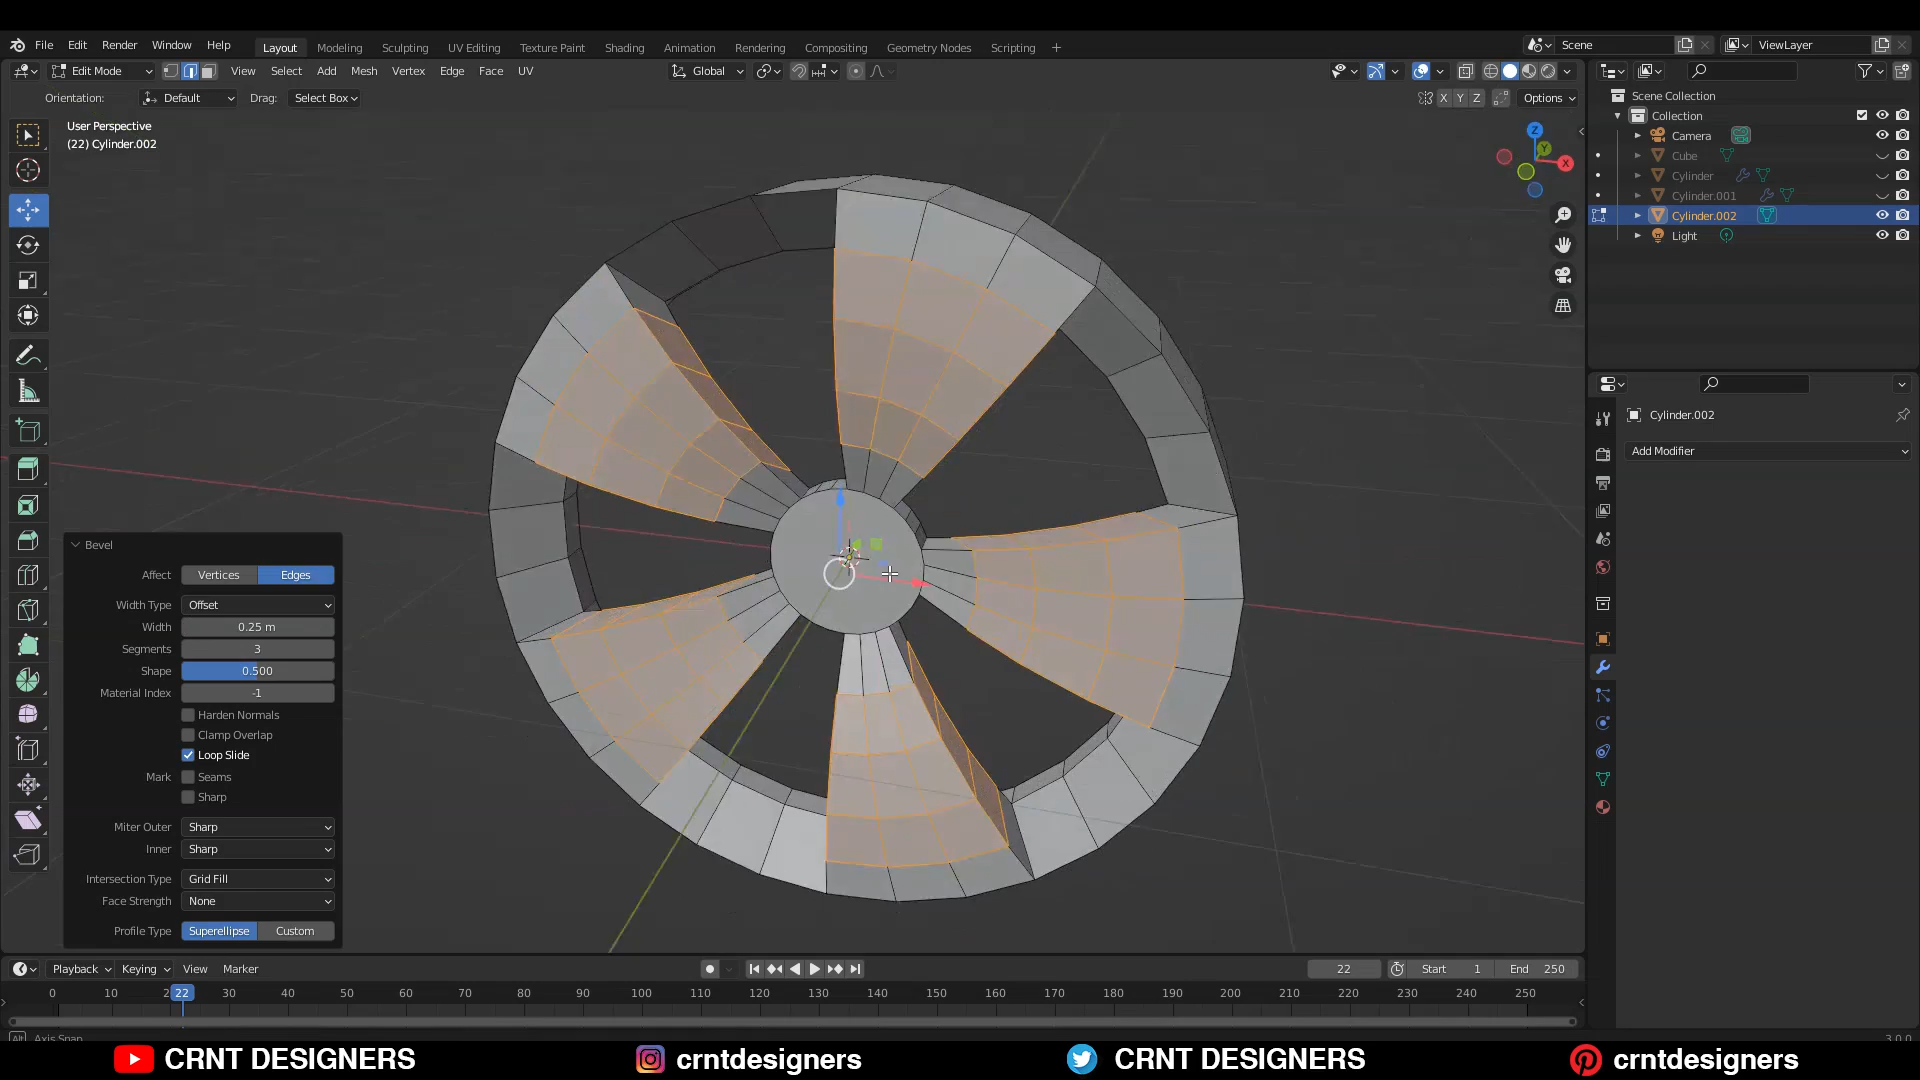 File Edit Render Window Help Layout Modeling Sculpting UV Editing Texture Paint Shading Animation Rendering Compositing Geometry Nodes Scripting + Scene ViewLayer
Edit Mode View Select Add Mesh Vertex Edge Face UV Global
Orientation: Default Drag: Select Box X Y Z Options
User Perspective
(22) Cylinder.002
Z
Y
X
Scene Collection
Collection
Camera
Cube
Cylinder
Cylinder.001
Cylinder.002
Light
Cylinder.002
Add Modifier
Bevel
Affect Vertices Edges
Width Type Offset
Width 0.25 m
Segments 3
Shape 0.500
Material Index -1
Harden Normals
Clamp Overlap
Loop Slide
Mark Seams
Sharp
Miter Outer Sharp
Inner Sharp
Intersection Type Grid Fill
Face Strength None
Profile Type Superellipse Custom
Playback Keying View Marker 22 Start 1 End 250
0 10 2 22 30 40 50 60 70 80 90 100 110 120 130 140 150 160 170 180 190 200 210 220 230 240 250
Alt Axis Snap 3.0.0
CRNT DESIGNERS crntdesigners CRNT DESIGNERS crntdesigners